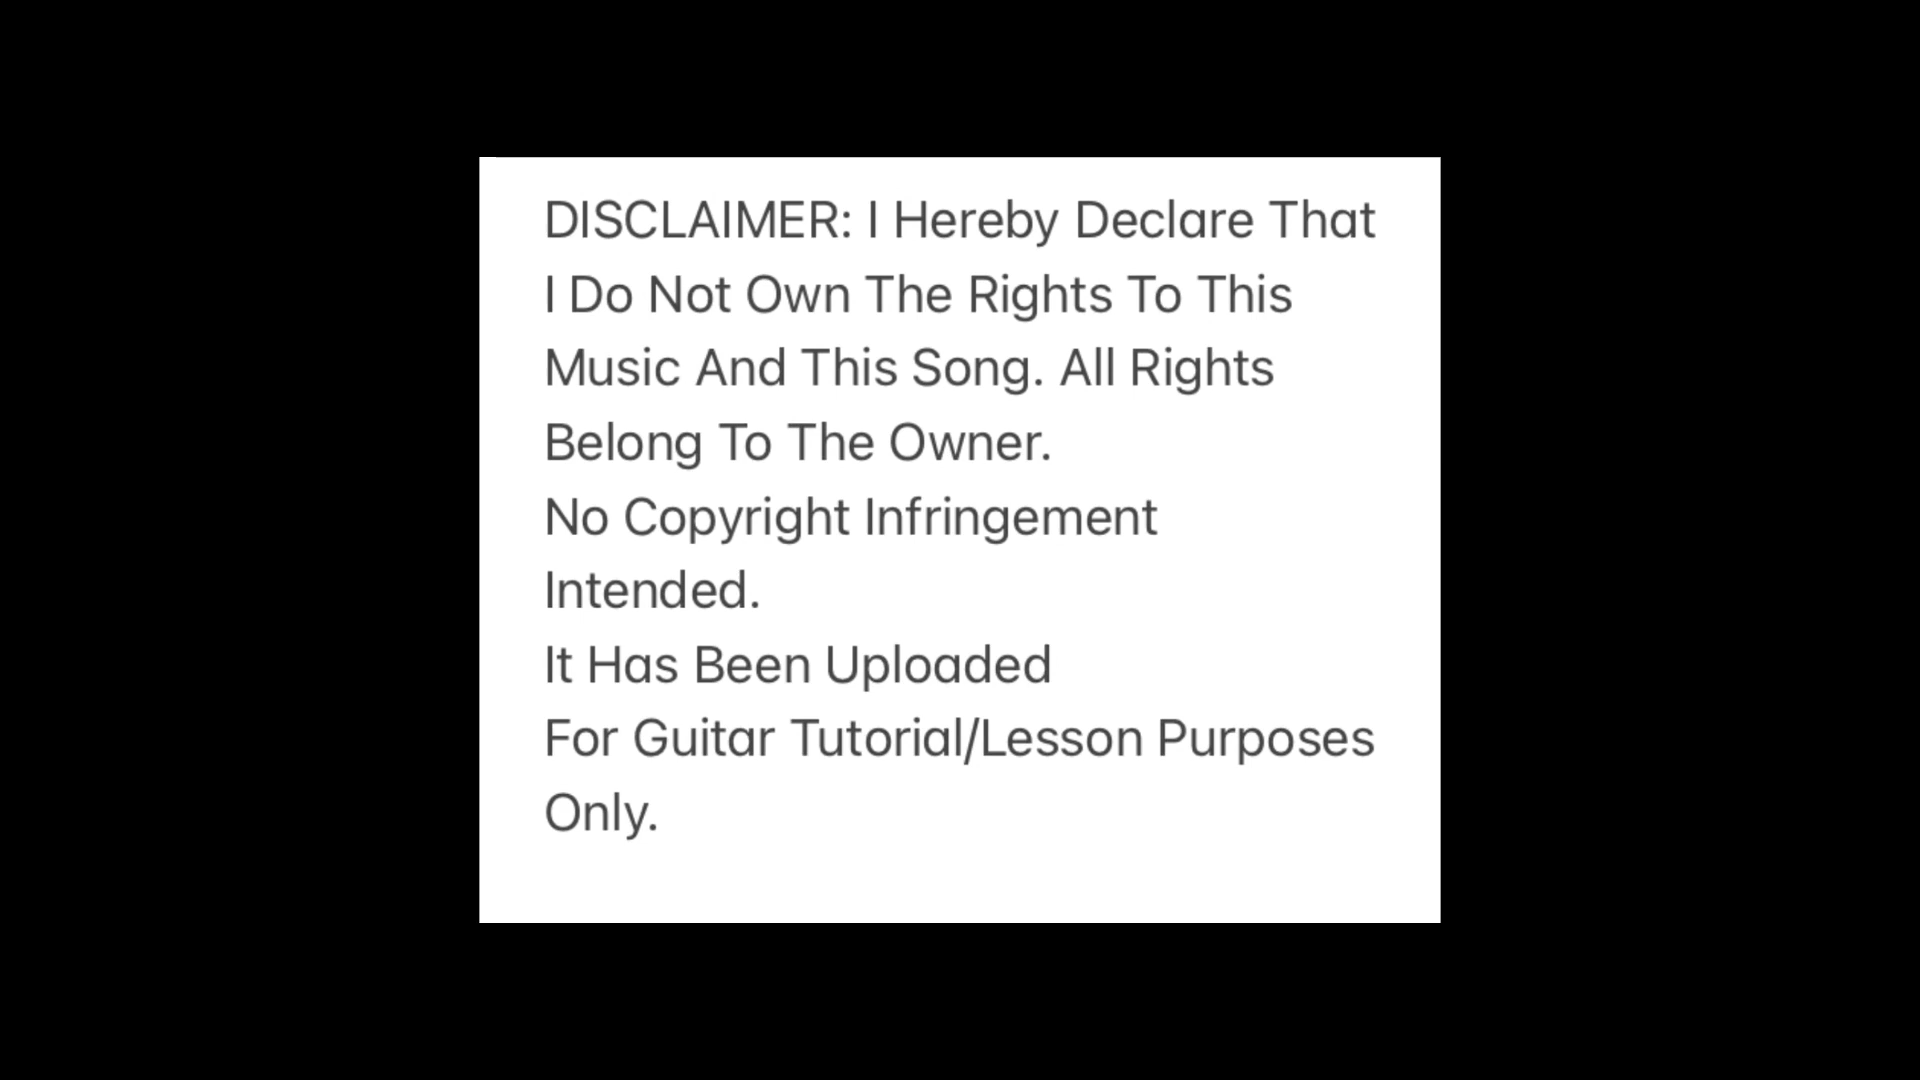 DISCLAIMER: I Hereby Declare That
I Do Not Own The Rights To This
Music And This Song. All Rights
Belong To The Owner.
No Copyright Infringement
Intended.
It Has Been Uploaded
For Guitar Tutorial/Lesson Purposes
Only.